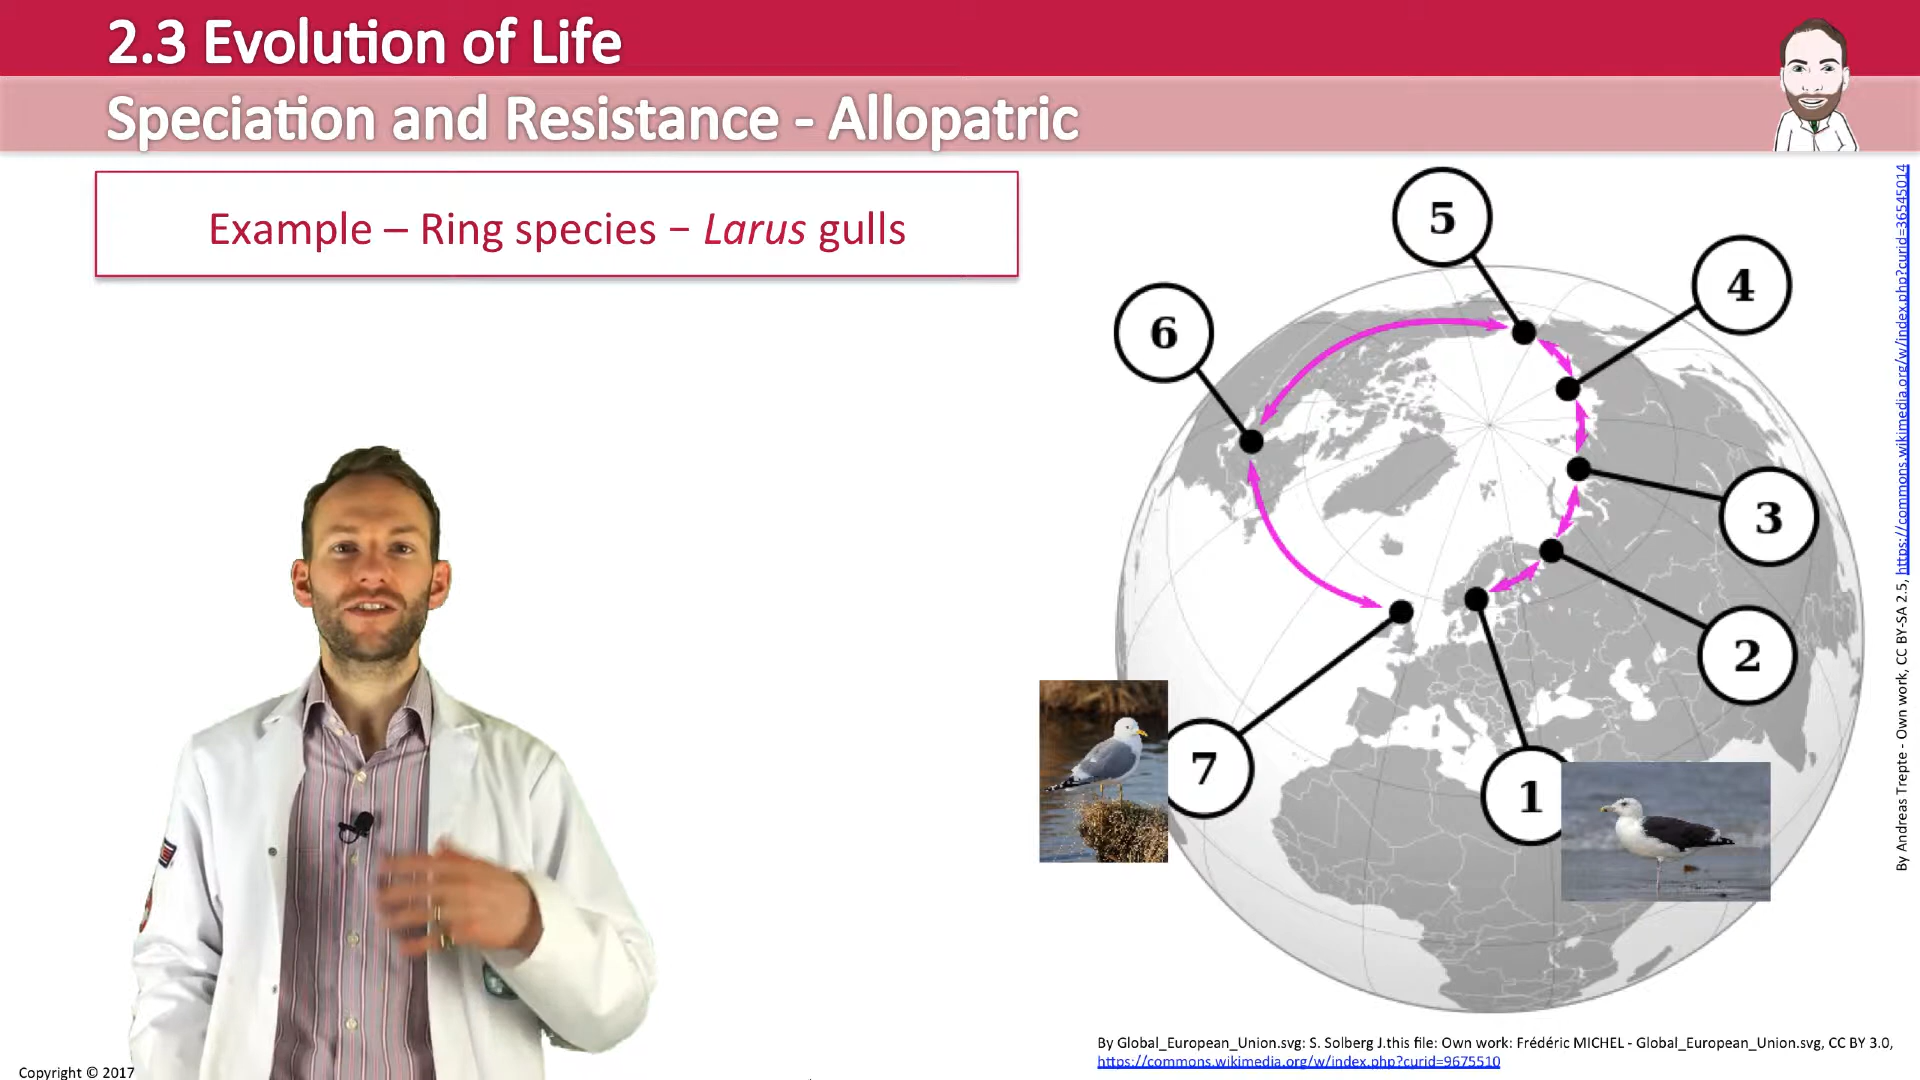 2.3 Evolution of Life
Speciation and Resistance - Allopatric
Example – Ring species – Larus gulls
5
4
6
3
2
7
1
By Andreas Trepte - Own work, CC BY-SA 2.5, https://commons.wikimedia.org/w/index.php?curid=36545014
By Global_European_Union.svg: S. Solberg J.this file: Own work: Frédéric MICHEL - Global_European_Union.svg, CC BY 3.0,
https://commons.wikimedia.org/w/index.php?curid=9675510
Copyright © 2017